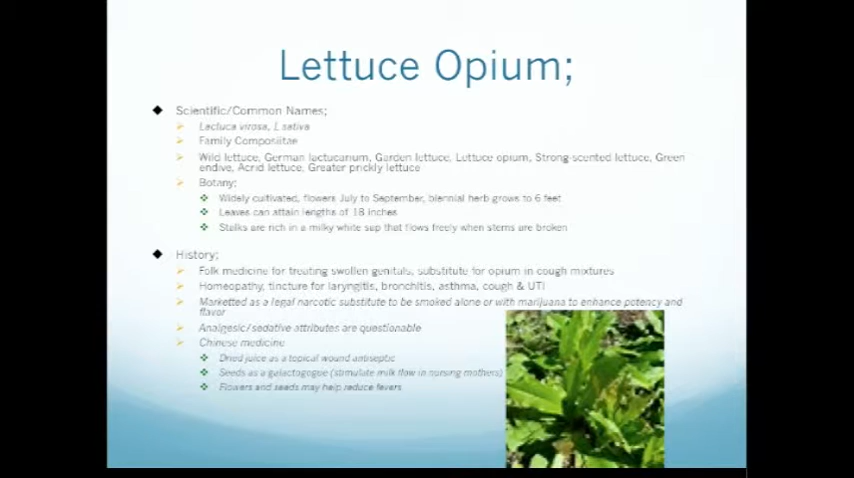 Lettuce Opium;
Scientific/Common Names;
Lactuca virosa, L sativa
Family Compositae
Wild lettuce, German lactucarium, Garden lettuce, Lettuce opium, Strong-scented lettuce, Green
endive, Acrid lettuce, Greater prickly lettuce
Botany;
Widely cultivated, flowers July to September, biennial herb grows to 6 feet
Leaves can attain lengths of 18 inches
Stalks are rich in a milky white sap that flows freely when stems are broken
History;
Folk medicine for treating swollen genitals, substitute for opium in cough mixtures
Homeopathy, tincture for laryngitis, bronchitis, asthma, cough & UTI
Marketted as a legal narcotic substitute to be smoked alone or with marijuana to enhance potency and
flavor
Analgesic/sedative attributes are questionable
Chinese medicine
Dried juice as a topical wound antiseptic
Seeds as a galactogogue (stimulate milk flow in nursing mothers)
Flowers and seeds may help reduce fevers